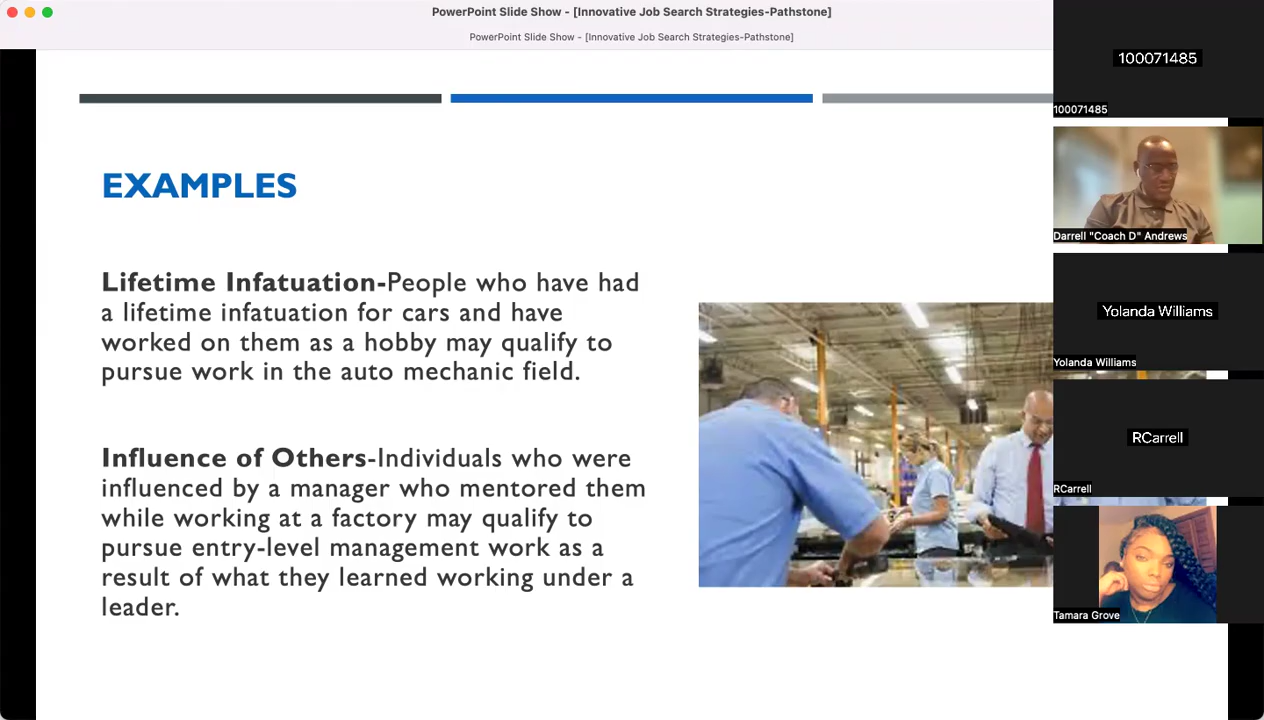 PowerPoint Slide Show - [Innovative Job Search Strategies-Pathstone]
PowerPoint Slide Show - [Innovative Job Search Strategies-Pathstone]
EXAMPLES
Lifetime Infatuation-People who have had
a lifetime infatuation for cars and have
worked on them as a hobby may qualify to
pursue work in the auto mechanic field.
Influence of Others-Individuals who were
influenced by a manager who mentored them
while working at a factory may qualify to
pursue entry-level management work as a
result of what they learned working under a
leader.
100071485
100071485
Darrell "Coach D" Andrews
Yolanda Williams
Yolanda Williams
RCarrell
RCarrell
Tamara Grove